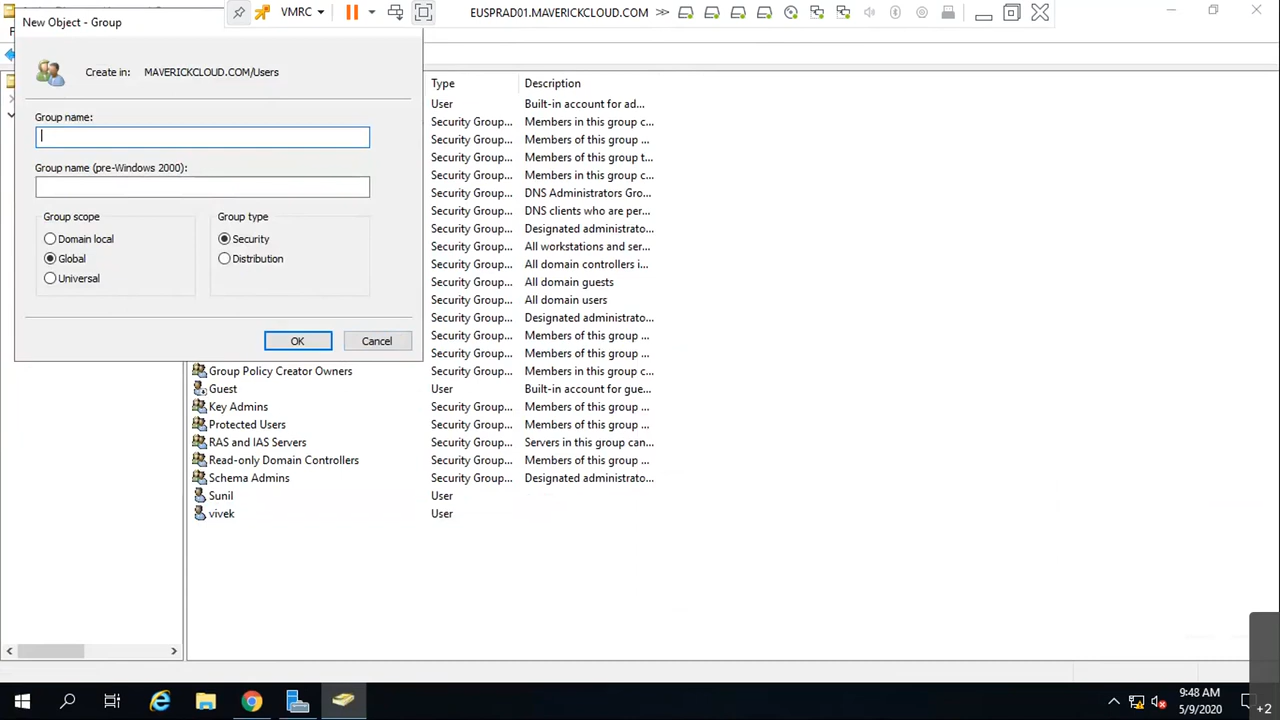 New Object - Group
VMRC
EUSPRAD01.MAVERICKCLOUD.COM
Create in: MAVERICKCLOUD.COM/Users
Group name:
Group name (pre-Windows 2000):
Group scope
Domain local
Global
Universal
Group type
Security
Distribution
OK Cancel
Type Description
User Built-in account for ad...
Security Group... Members in this group c...
Security Group... Members of this group ...
Security Group... Members of this group t...
Security Group... Members in this group c...
Security Group... DNS Administrators Gro...
Security Group... DNS clients who are per...
Security Group... Designated administrato...
Security Group... All workstations and ser...
Security Group... All domain controllers i...
Security Group... All domain guests
Security Group... All domain users
Security Group... Designated administrato...
Security Group... Members of this group ...
Security Group... Members of this group ...
Group Policy Creator Owners Security Group... Members in this group c...
Guest User Built-in account for gue...
Key Admins Security Group... Members of this group ...
Protected Users Security Group... Members of this group ...
RAS and IAS Servers Security Group... Servers in this group can...
Read-only Domain Controllers Security Group... Members of this group ...
Schema Admins Security Group... Designated administrato...
Sunil User
vivek User
9:48 AM
5/9/2020
+2